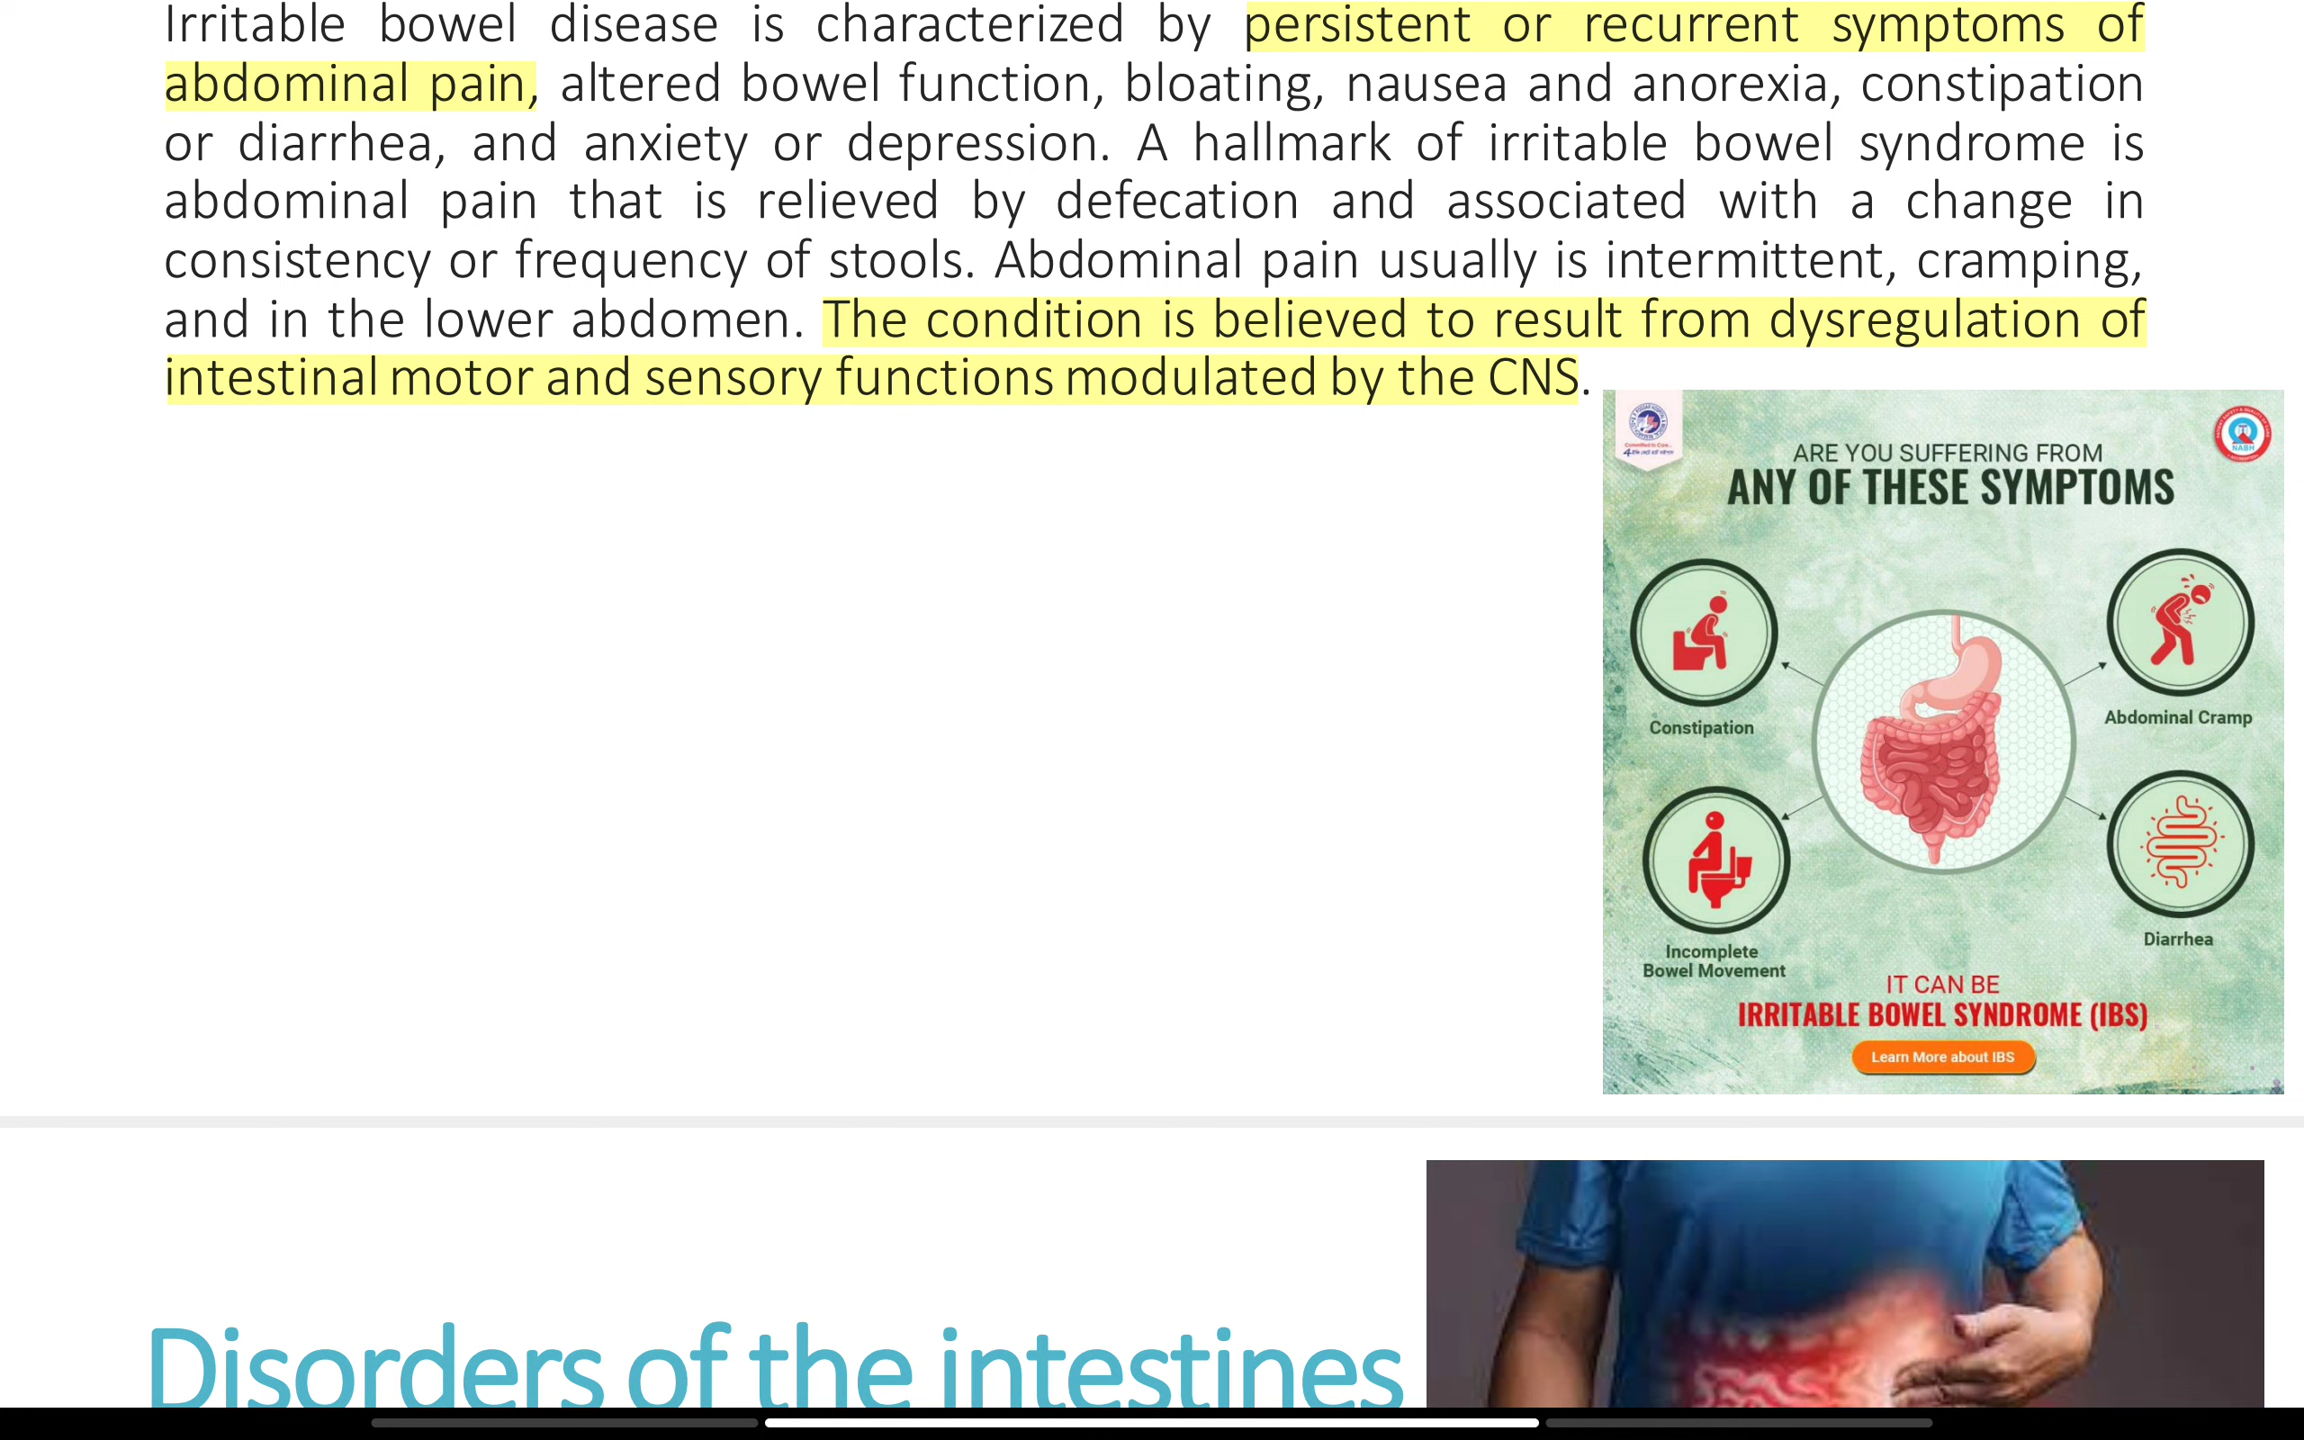 Irritable bowel disease is characterized by persistent or recurrent symptoms of
abdominal pain, altered bowel function, bloating, nausea and anorexia, constipation
or diarrhea, and anxiety or depression. A hallmark of irritable bowel syndrome is
abdominal pain that is relieved by defecation and associated with a change in
consistency or frequency of stools. Abdominal pain usually is intermittent, cramping,
and in the lower abdomen. The condition is believed to result from dysregulation of
intestinal motor and sensory functions modulated by the CNS.
Committed to Care...
NABH
ARE YOU SUFFERING FROM
ANY OF THESE SYMPTOMS
Constipation
Abdominal Cramp
Incomplete
Bowel Movement
Diarrhea
IT CAN BE
IRRITABLE BOWEL SYNDROME (IBS)
Learn More about IBS
Disorders of the intestines